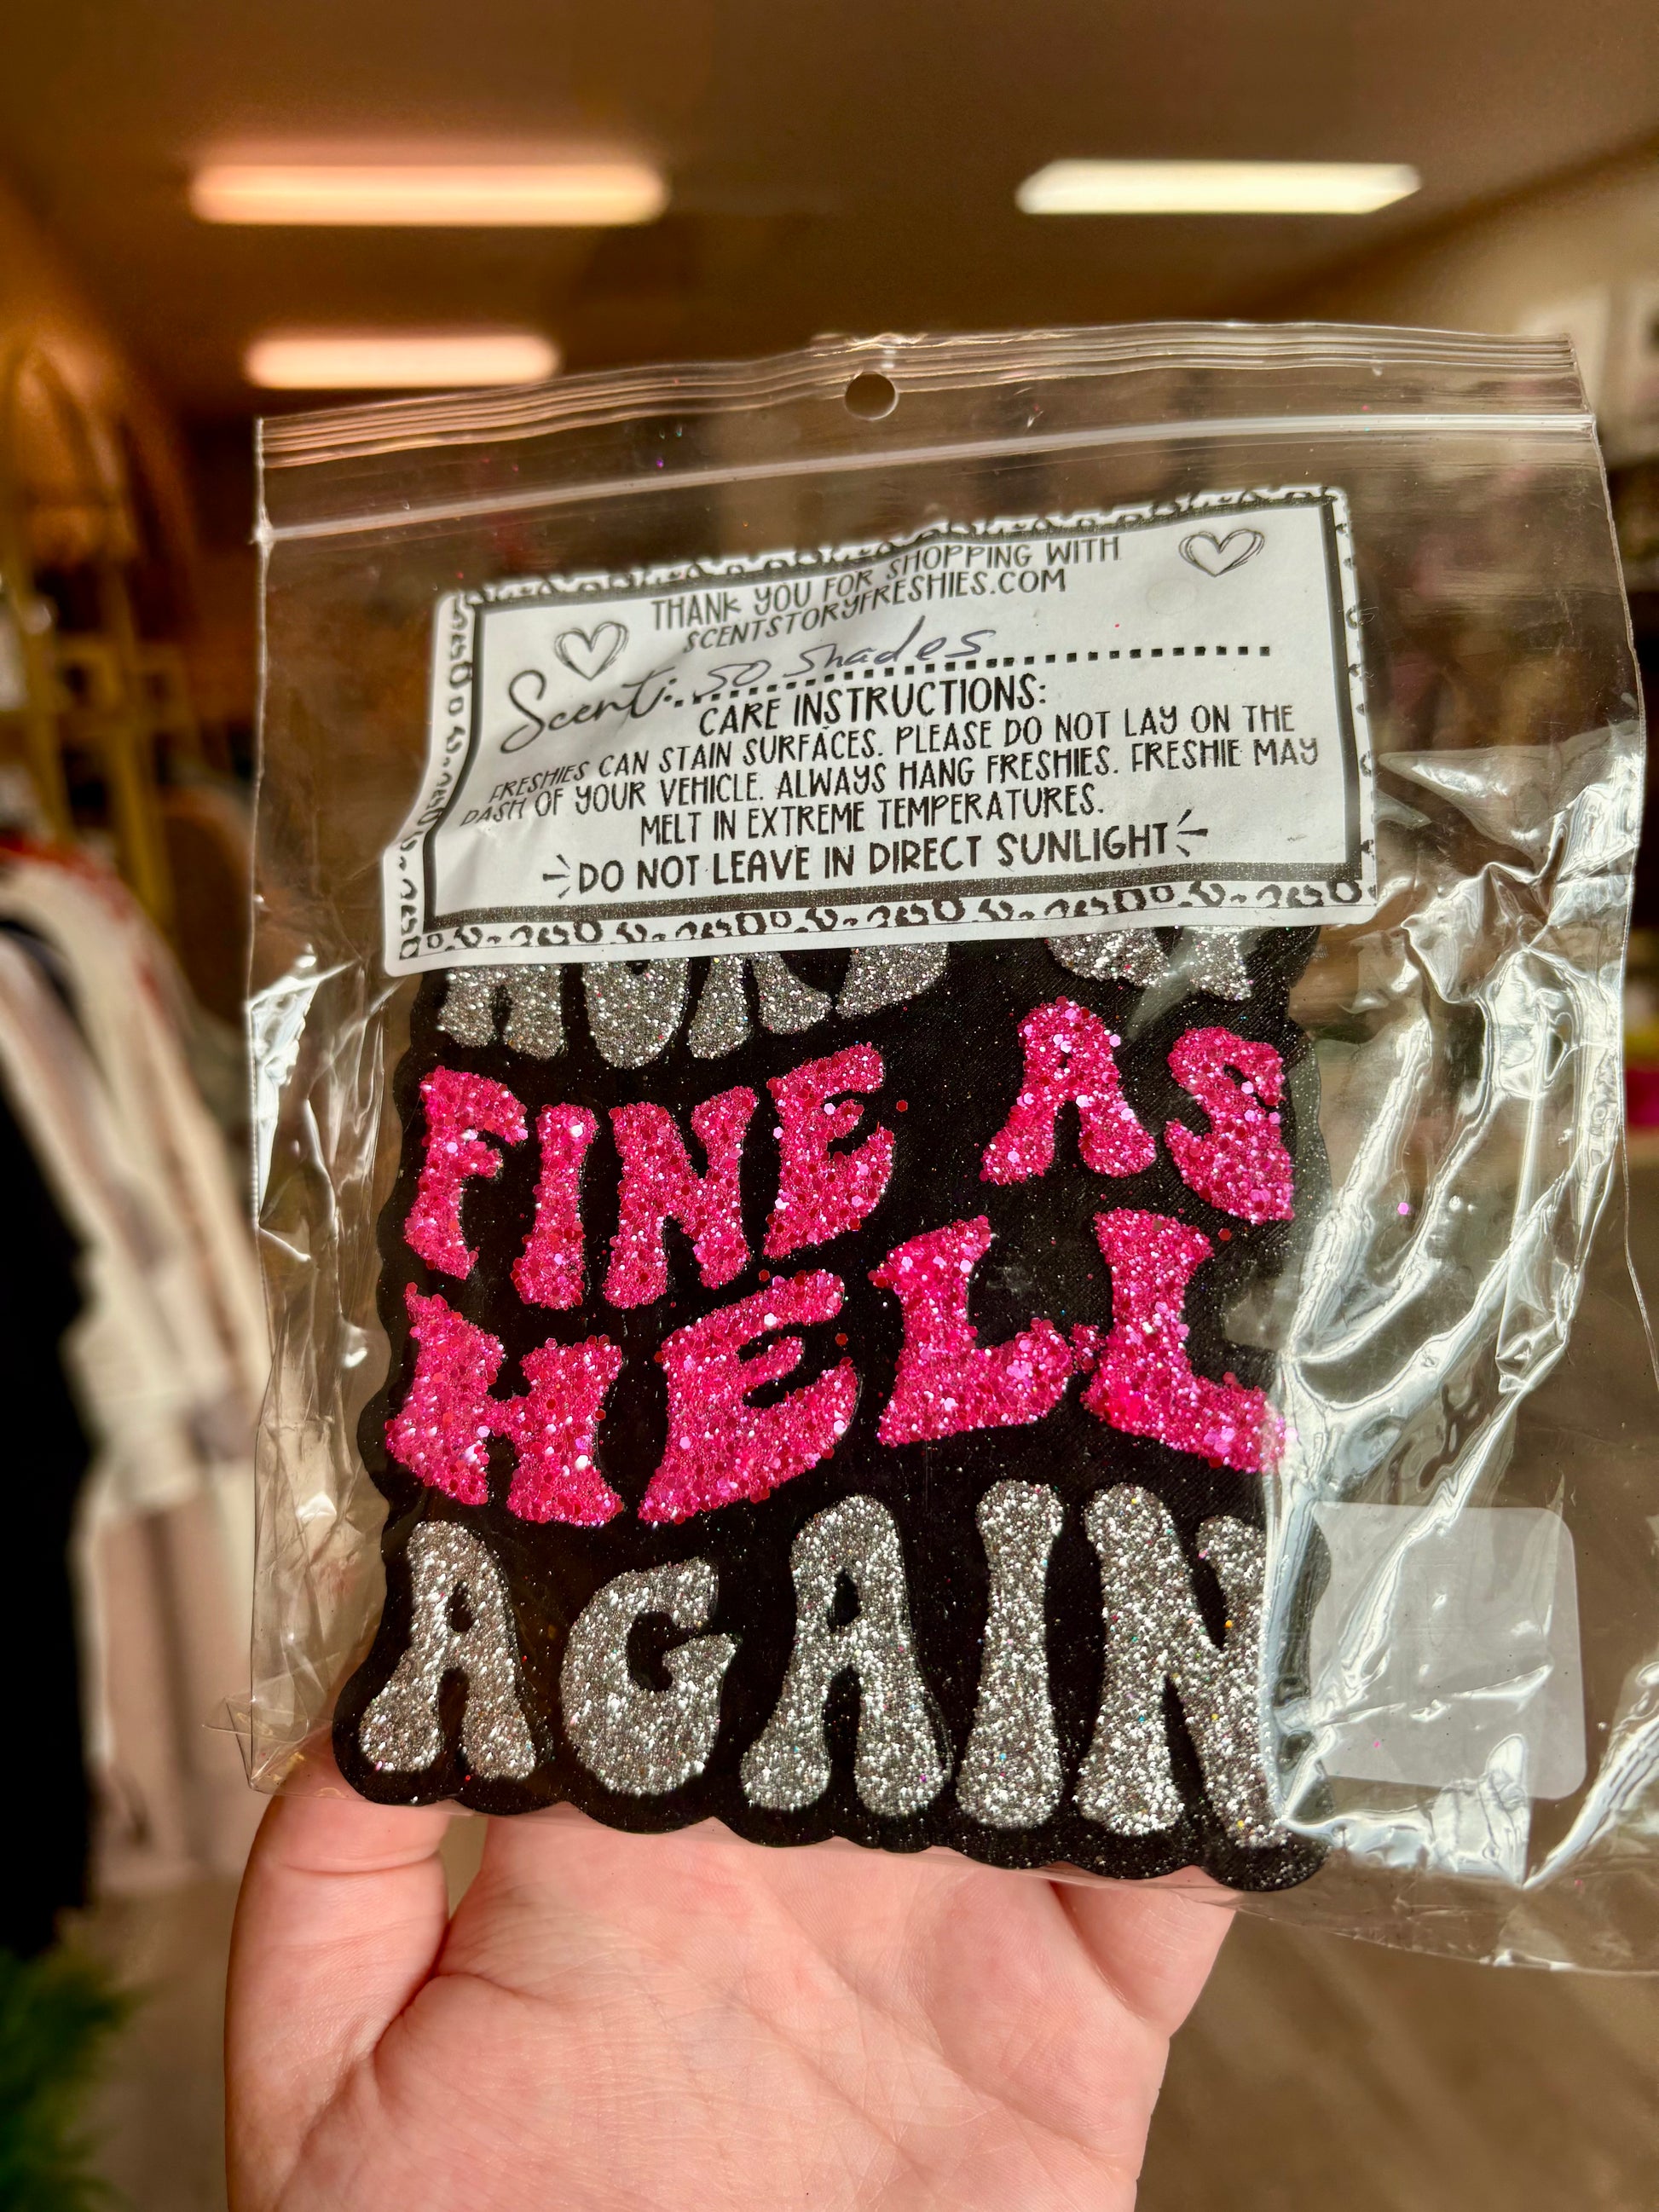 THANK YOU FOR SHOPPING WITH
SCENTSTORYFRESHIES.COM
Scent: 50 Shades
CARE INSTRUCTIONS:
FRESHIES CAN STAIN SURFACES. PLEASE DO NOT LAY ON THE
DASH OF YOUR VEHICLE. ALWAYS HANG FRESHIES. FRESHIE MAY
MELT IN EXTREME TEMPERATURES.
DO NOT LEAVE IN DIRECT SUNLIGHT
FINE AS
HELL
AGAIN